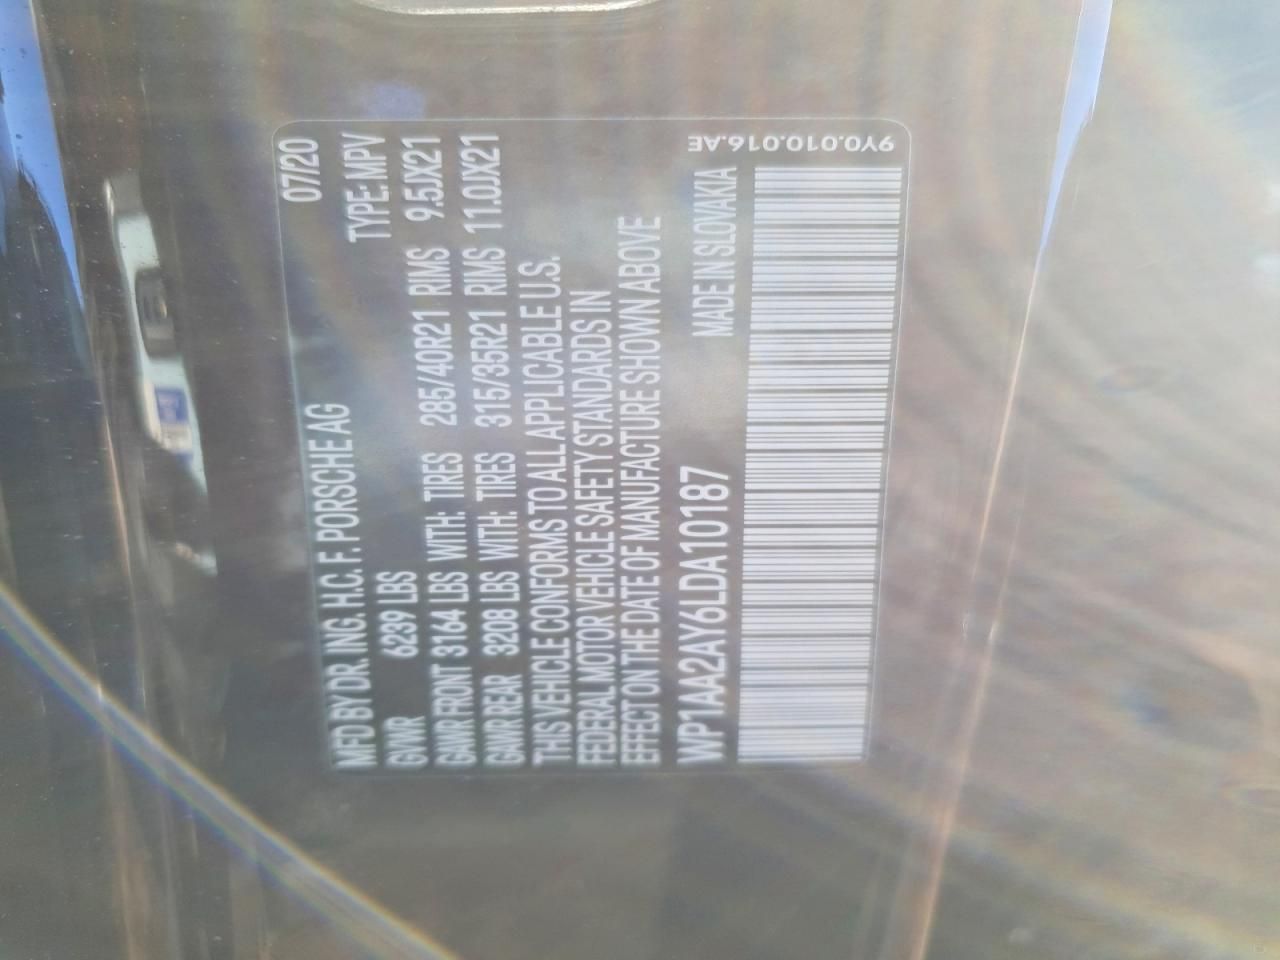 MFD BY DR. ING. H.C. F. PORSCHE AG 07/20
GVWR 6239 LBS TYPE: MPV
GAWR FRONT 3164 LBS WITH: TIRES 285/40R21 RIMS 9.5JX21
GAWR REAR 3208 LBS WITH: TIRES 315/35R21 RIMS 11.0JX21
THIS VEHICLE CONFORMS TO ALL APPLICABLE U.S.
FEDERAL MOTOR VEHICLE SAFETY STANDARDS IN
EFFECT ON THE DATE OF MANUFACTURE SHOWN ABOVE
WP1AA2AY6LDA10187 MADE IN SLOVAKIA
9Y0.010.016.AE